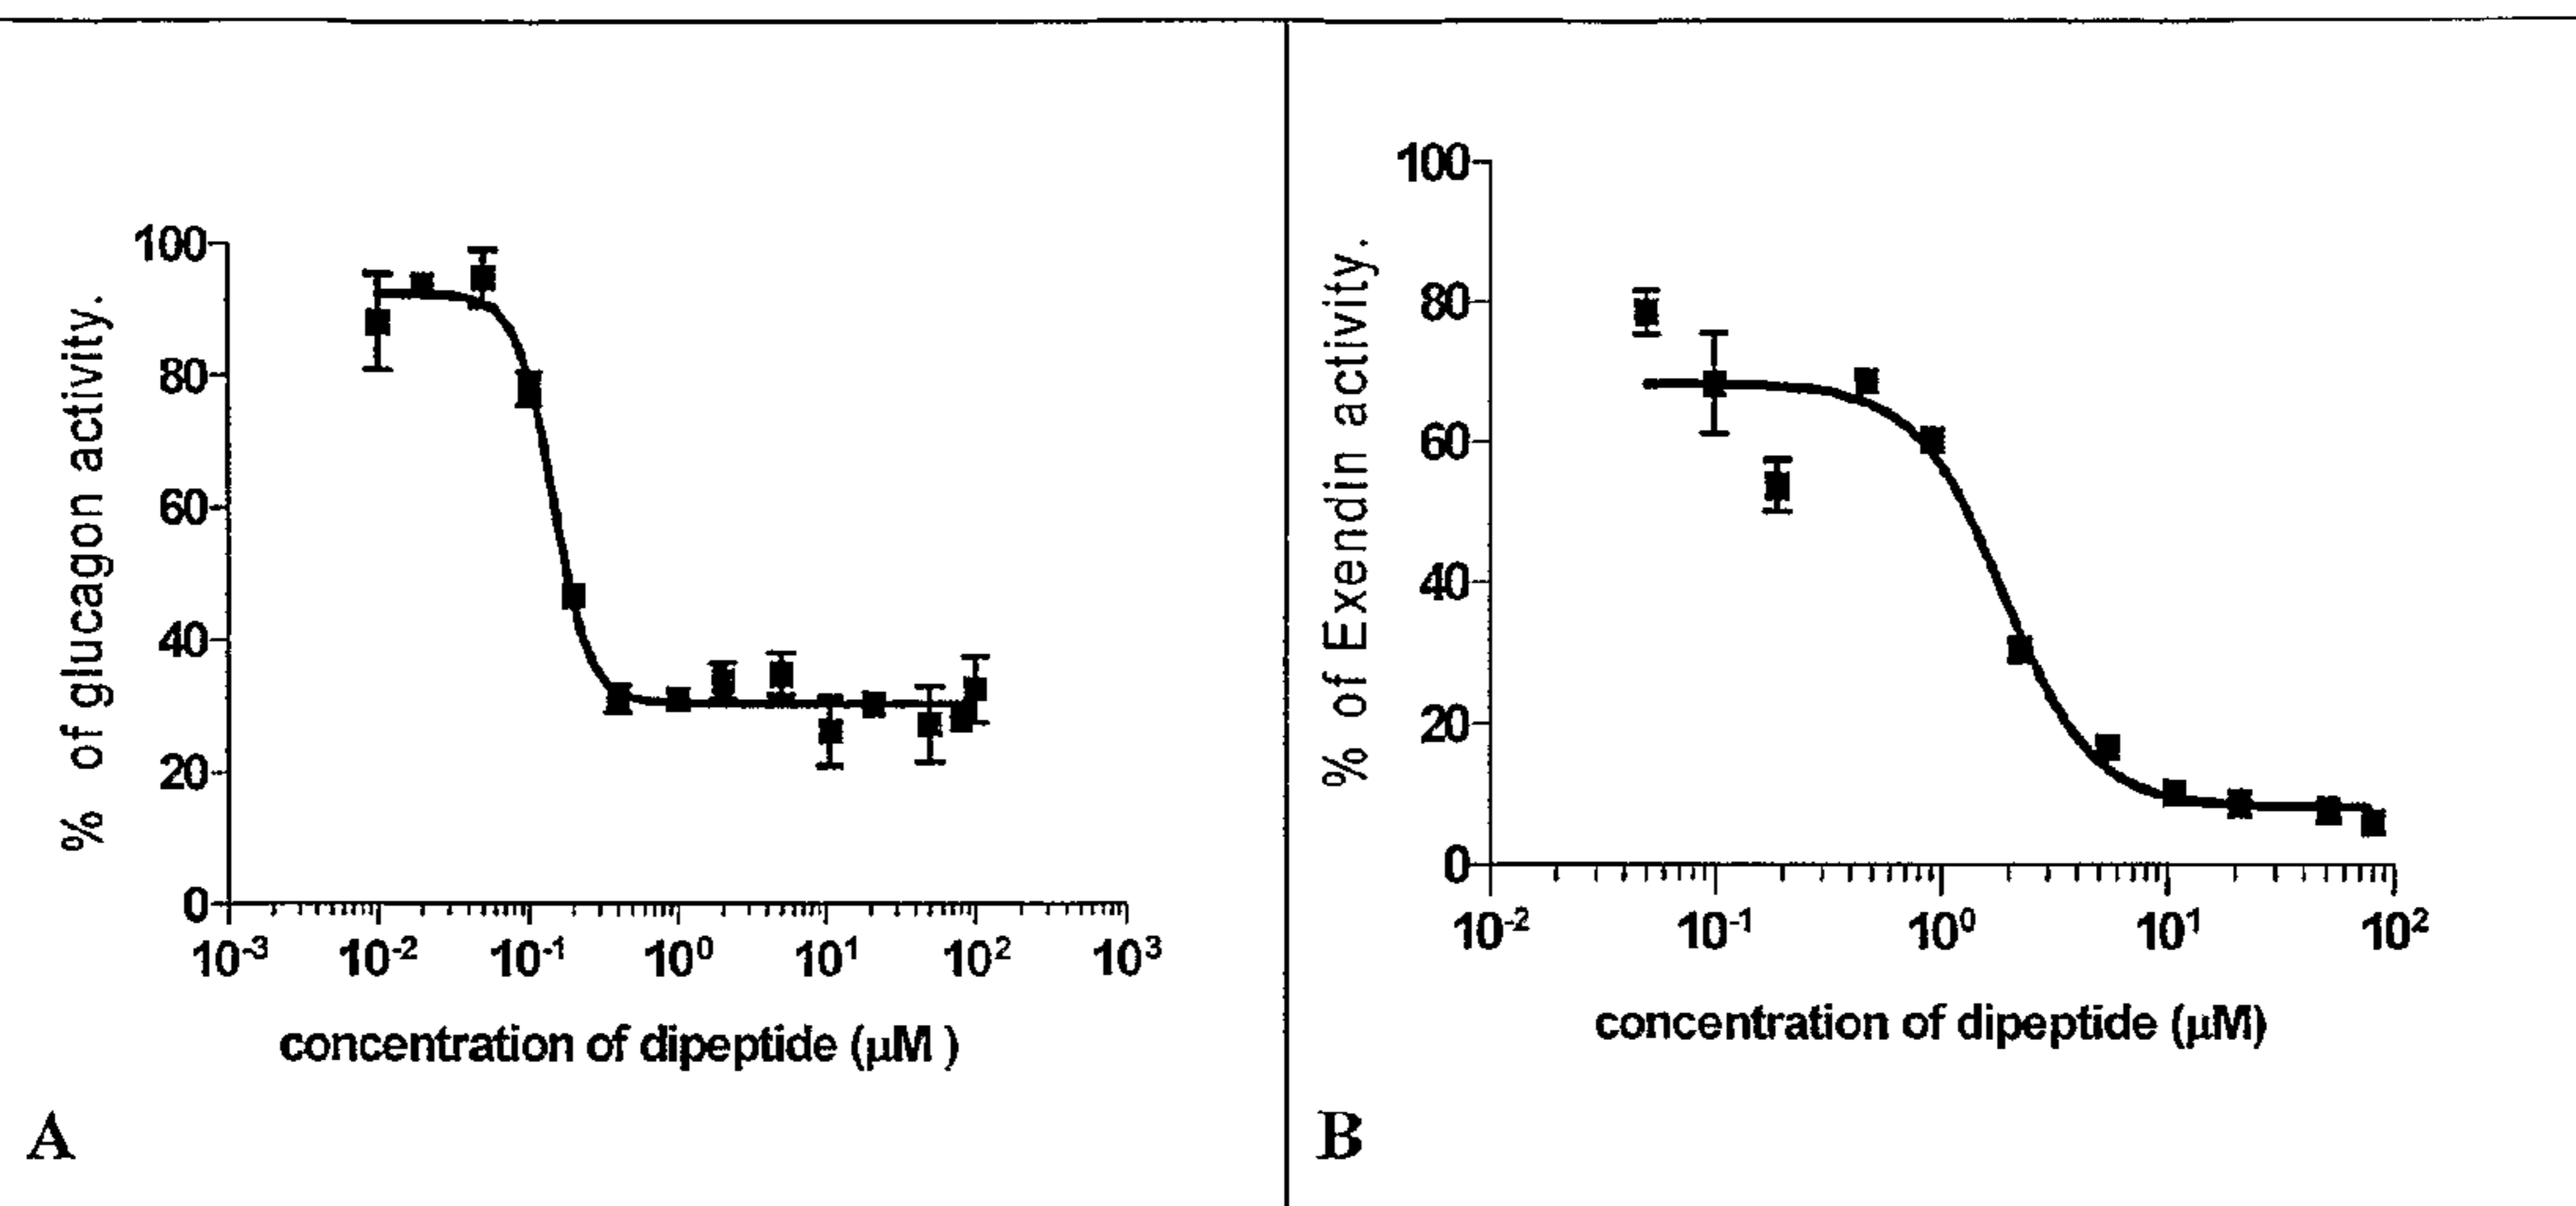 % of glucagon activity.
100
80
60
40
20
0
10-3 10-2 10-1 100 101 102 103
concentration of dipeptide (μM )
A
% of Exendin activity.
100
80
60
40
20
0
10-2 10-1 100 101 102
concentration of dipeptide (μM)
B